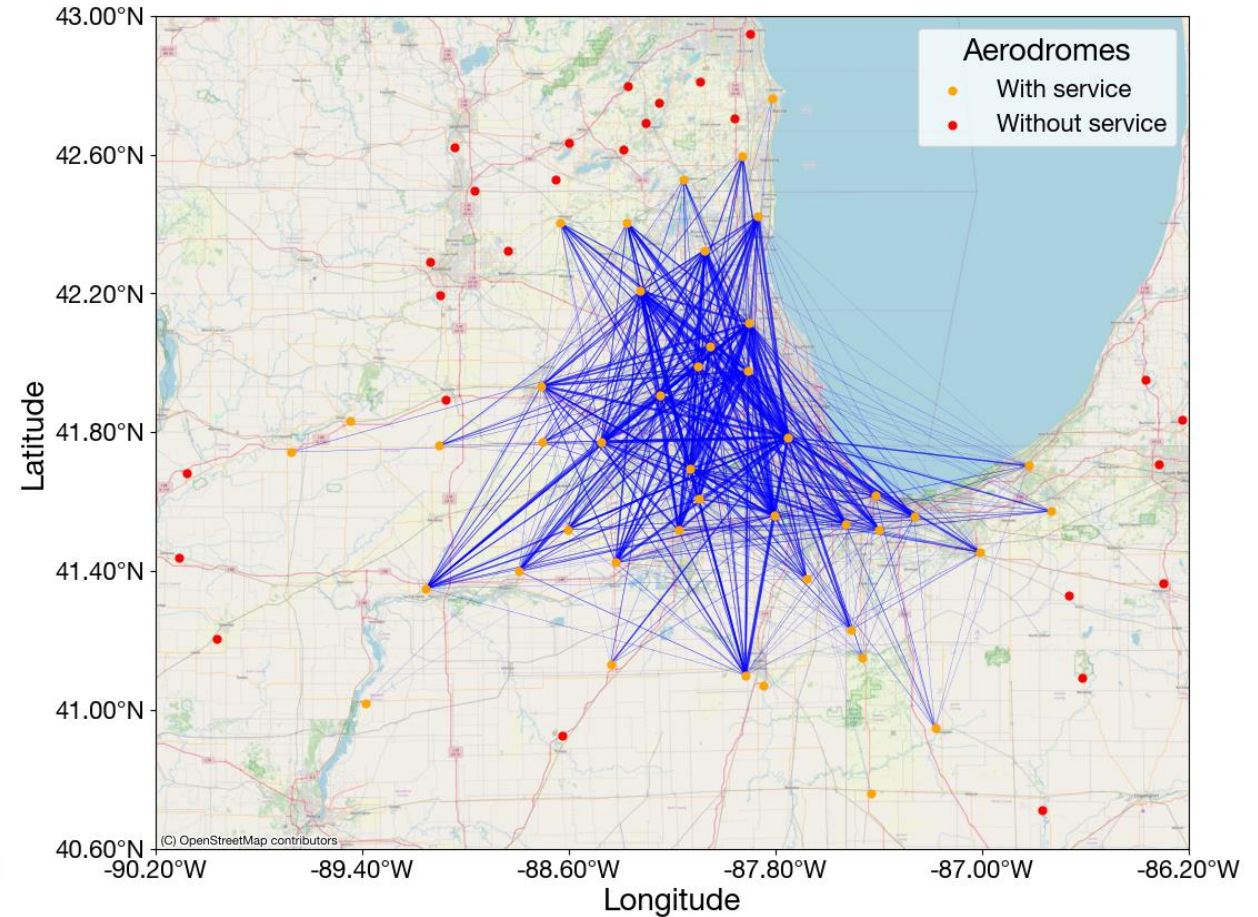 43.00°N
42.60°N
42.20°N
41.80°N
41.40°N
41.00°N
40.60°N
Latitude
Aerodromes
With service
Without service
(C) OpenStreetMap contributors
-90.20°W
-89.40°W
-88.60°W
-87.80°W
-87.00°W
-86.20°W
Longitude